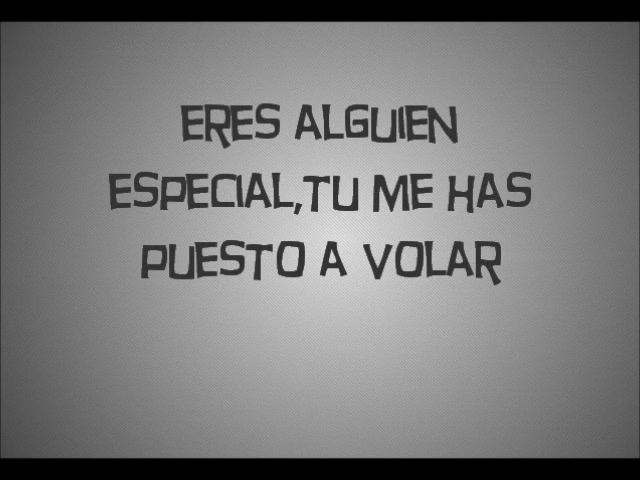 ERES ALGUIEN
ESPECIAL,TU ME HAS
PUESTO A VOLAR